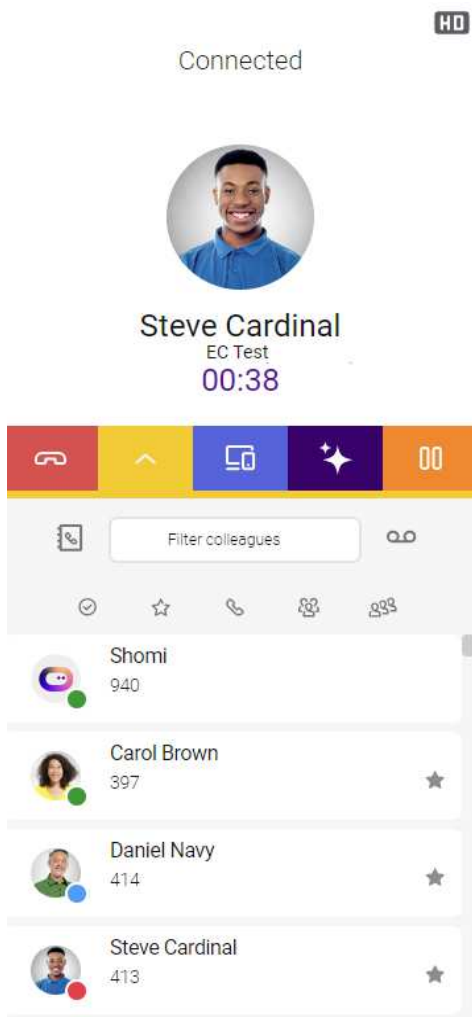 HD
Connected
Steve Cardinal
EC Test
00:38
Filter colleagues
Shomi
940
Carol Brown
397
Daniel Navy
414
Steve Cardinal
413